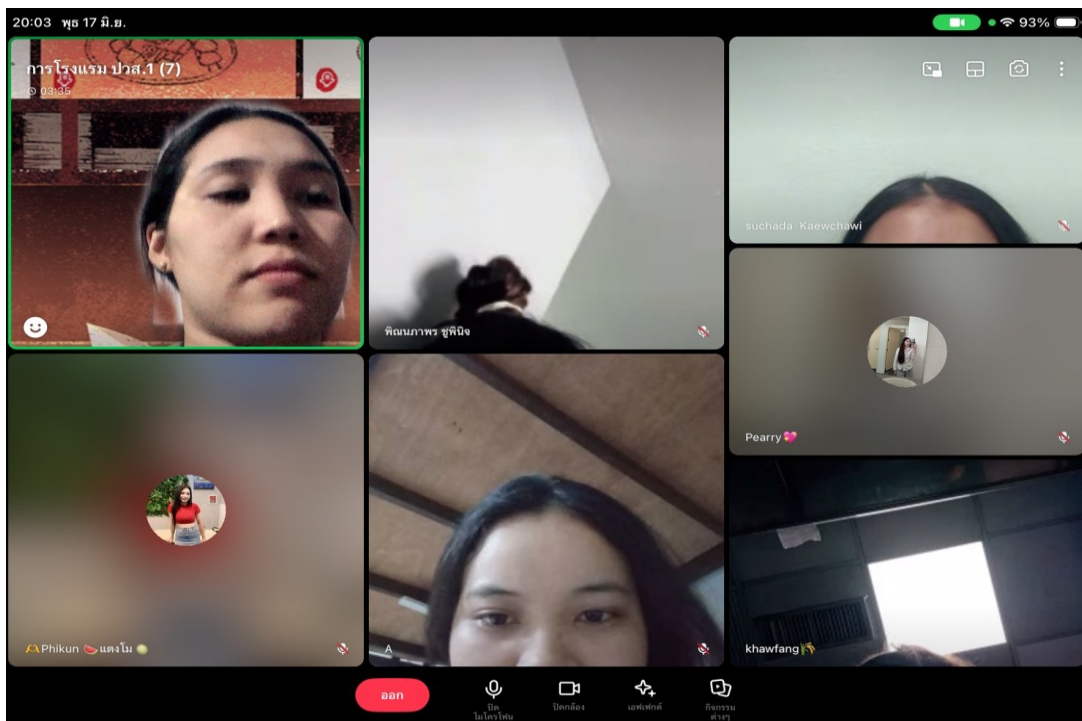 20:03 พุธ 17 มิ.ย.
93%
การโรงแรม ปวส.1 (7)
03:35
พิณนภาพร ชูพินิจ
suchada Kaewchawi
Pearry💖
🫶Phikun 🍉แตงโม 🍈
A
khawfang🌾
ออก
ปิด
ไมโครโฟน
ปิดกล้อง
เอฟเฟกต์
กิจกรรม
ต่างๆ